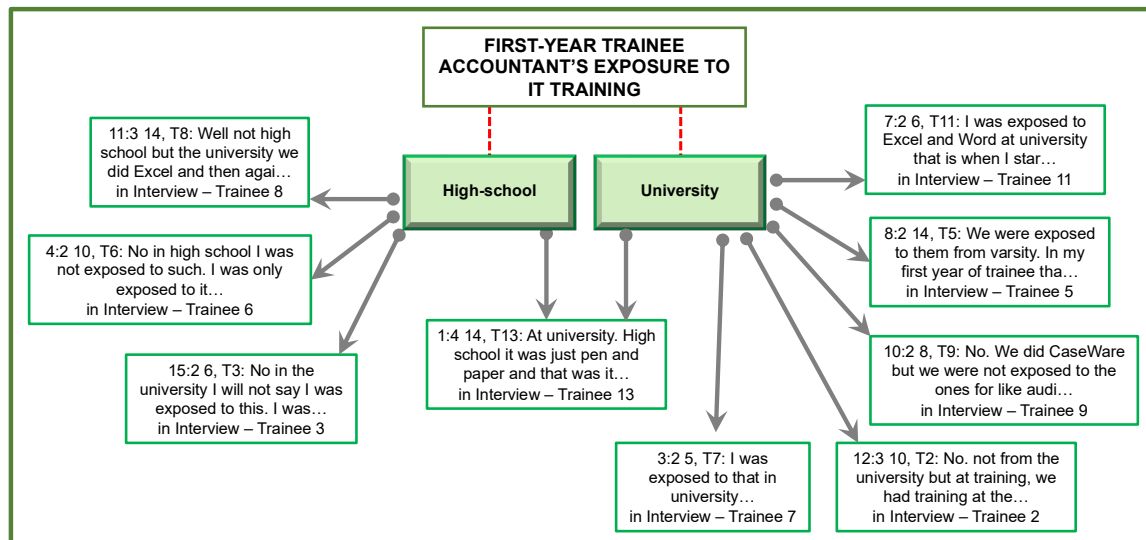 FIRST-YEAR TRAINEE
ACCOUNTANT'S EXPOSURE TO
IT TRAINING
11:3 14, T8: Well not high
school but the university we
did Excel and then agai…
in Interview – Trainee 8
High-school
University
7:2 6, T11: I was exposed to
Excel and Word at university
that is when I star…
in Interview – Trainee 11
4:2 10, T6: No in high school I was
not exposed to such. I was only
exposed to it…
in Interview – Trainee 6
8:2 14, T5: We were exposed
to them from varsity. In my
first year of trainee tha…
in Interview – Trainee 5
15:2 6, T3: No in the
university I will not say I was
exposed to this. I was…
in Interview – Trainee 3
1:4 14, T13: At university. High
school it was just pen and
paper and that was it…
in Interview – Trainee 13
10:2 8, T9: No. We did CaseWare
but we were not exposed to the
ones for like audi…
in Interview – Trainee 9
3:2 5, T7: I was
exposed to that in
university…
in Interview – Trainee 7
12:3 10, T2: No. not from the
university but at training, we
had training at the…
in Interview – Trainee 2